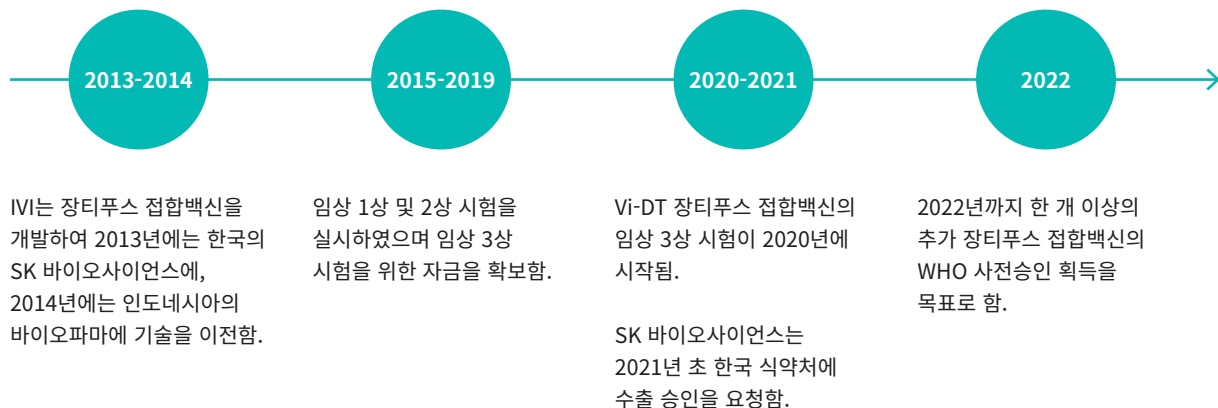 2013-2014
2015-2019
2020-2021
2022
IVI는 장티푸스 접합백신을
개발하여 2013년에는 한국의
SK 바이오사이언스에,
2014년에는 인도네시아의
바이오파마에 기술을 이전함.
임상 1상 및 2상 시험을
실시하였으며 임상 3상
시험을 위한 자금을 확보함.
Vi-DT 장티푸스 접합백신의
임상 3상 시험이 2020년에
시작됨.
SK 바이오사이언스는
2021년 초 한국 식약처에
수출 승인을 요청함.
2022년까지 한 개 이상의
추가 장티푸스 접합백신의
WHO 사전승인 획득을
목표로 함.